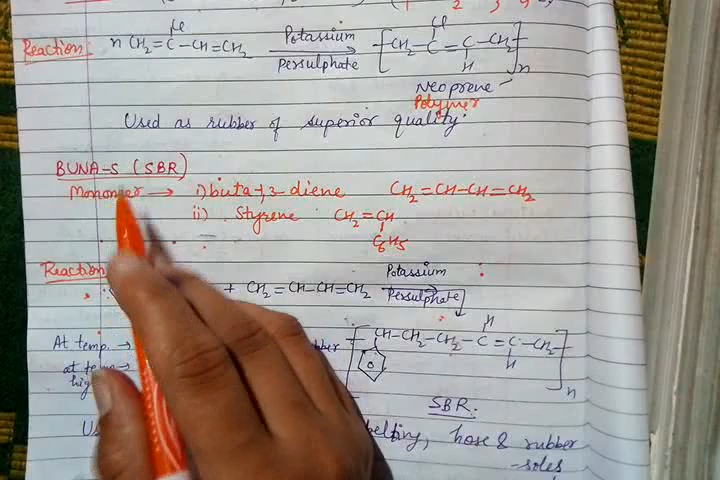 Cl
Reaction: n CH2=C-CH=CH2 Potassium Persulphate [CH2-C=C-CH2]n
Cl
H
Neoprene
Polymer
Used as rubber of superior quality.
BUNA-S (SBR)
Monomer → i) buta-1,3-diene CH2=CH-CH=CH2
ii) Styrene CH2=CH
C6H5
Reaction + CH2=CH-CH=CH2 Potassium Persulphate
H
At temp. → [CH-CH2-CH2-C=C-CH2-]n
H
at temp →
SBR.
belting, hose & rubber
-soles